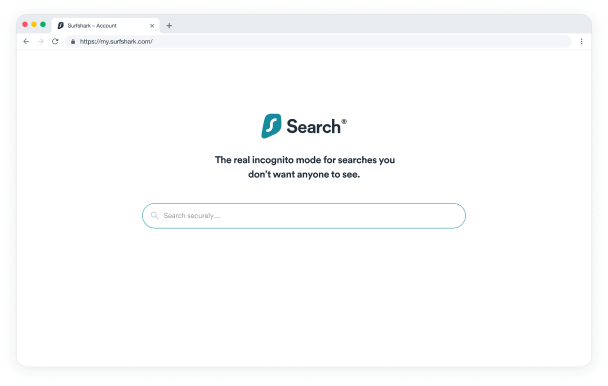 Surfshark – Account
https://my.surfshark.com/
Search®
The real incognito mode for searches you
don't want anyone to see.
Search securely...